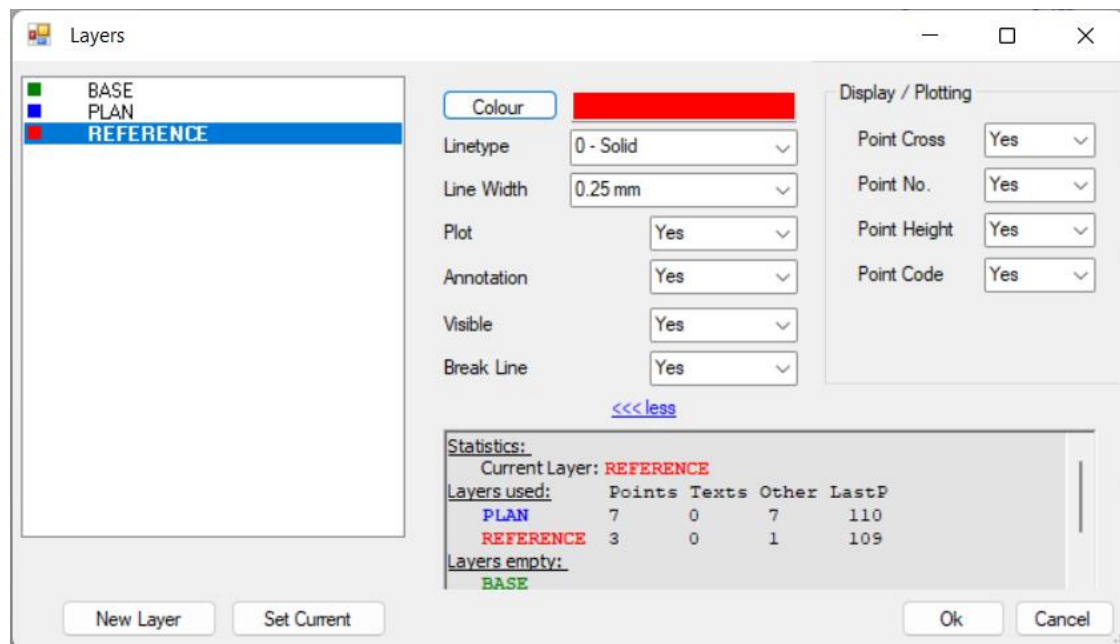 Layers
BASE
PLAN
REFERENCE
Colour
Linetype 0 - Solid
Line Width 0.25 mm
Plot Yes
Annotation Yes
Visible Yes
Break Line Yes
<<< less
Display / Plotting
Point Cross Yes
Point No. Yes
Point Height Yes
Point Code Yes
Statistics:
Current Layer: REFERENCE
Layers used: Points Texts Other LastP
PLAN 7 0 7 110
REFERENCE 3 0 1 109
Layers empty:
BASE
New Layer Set Current Ok Cancel